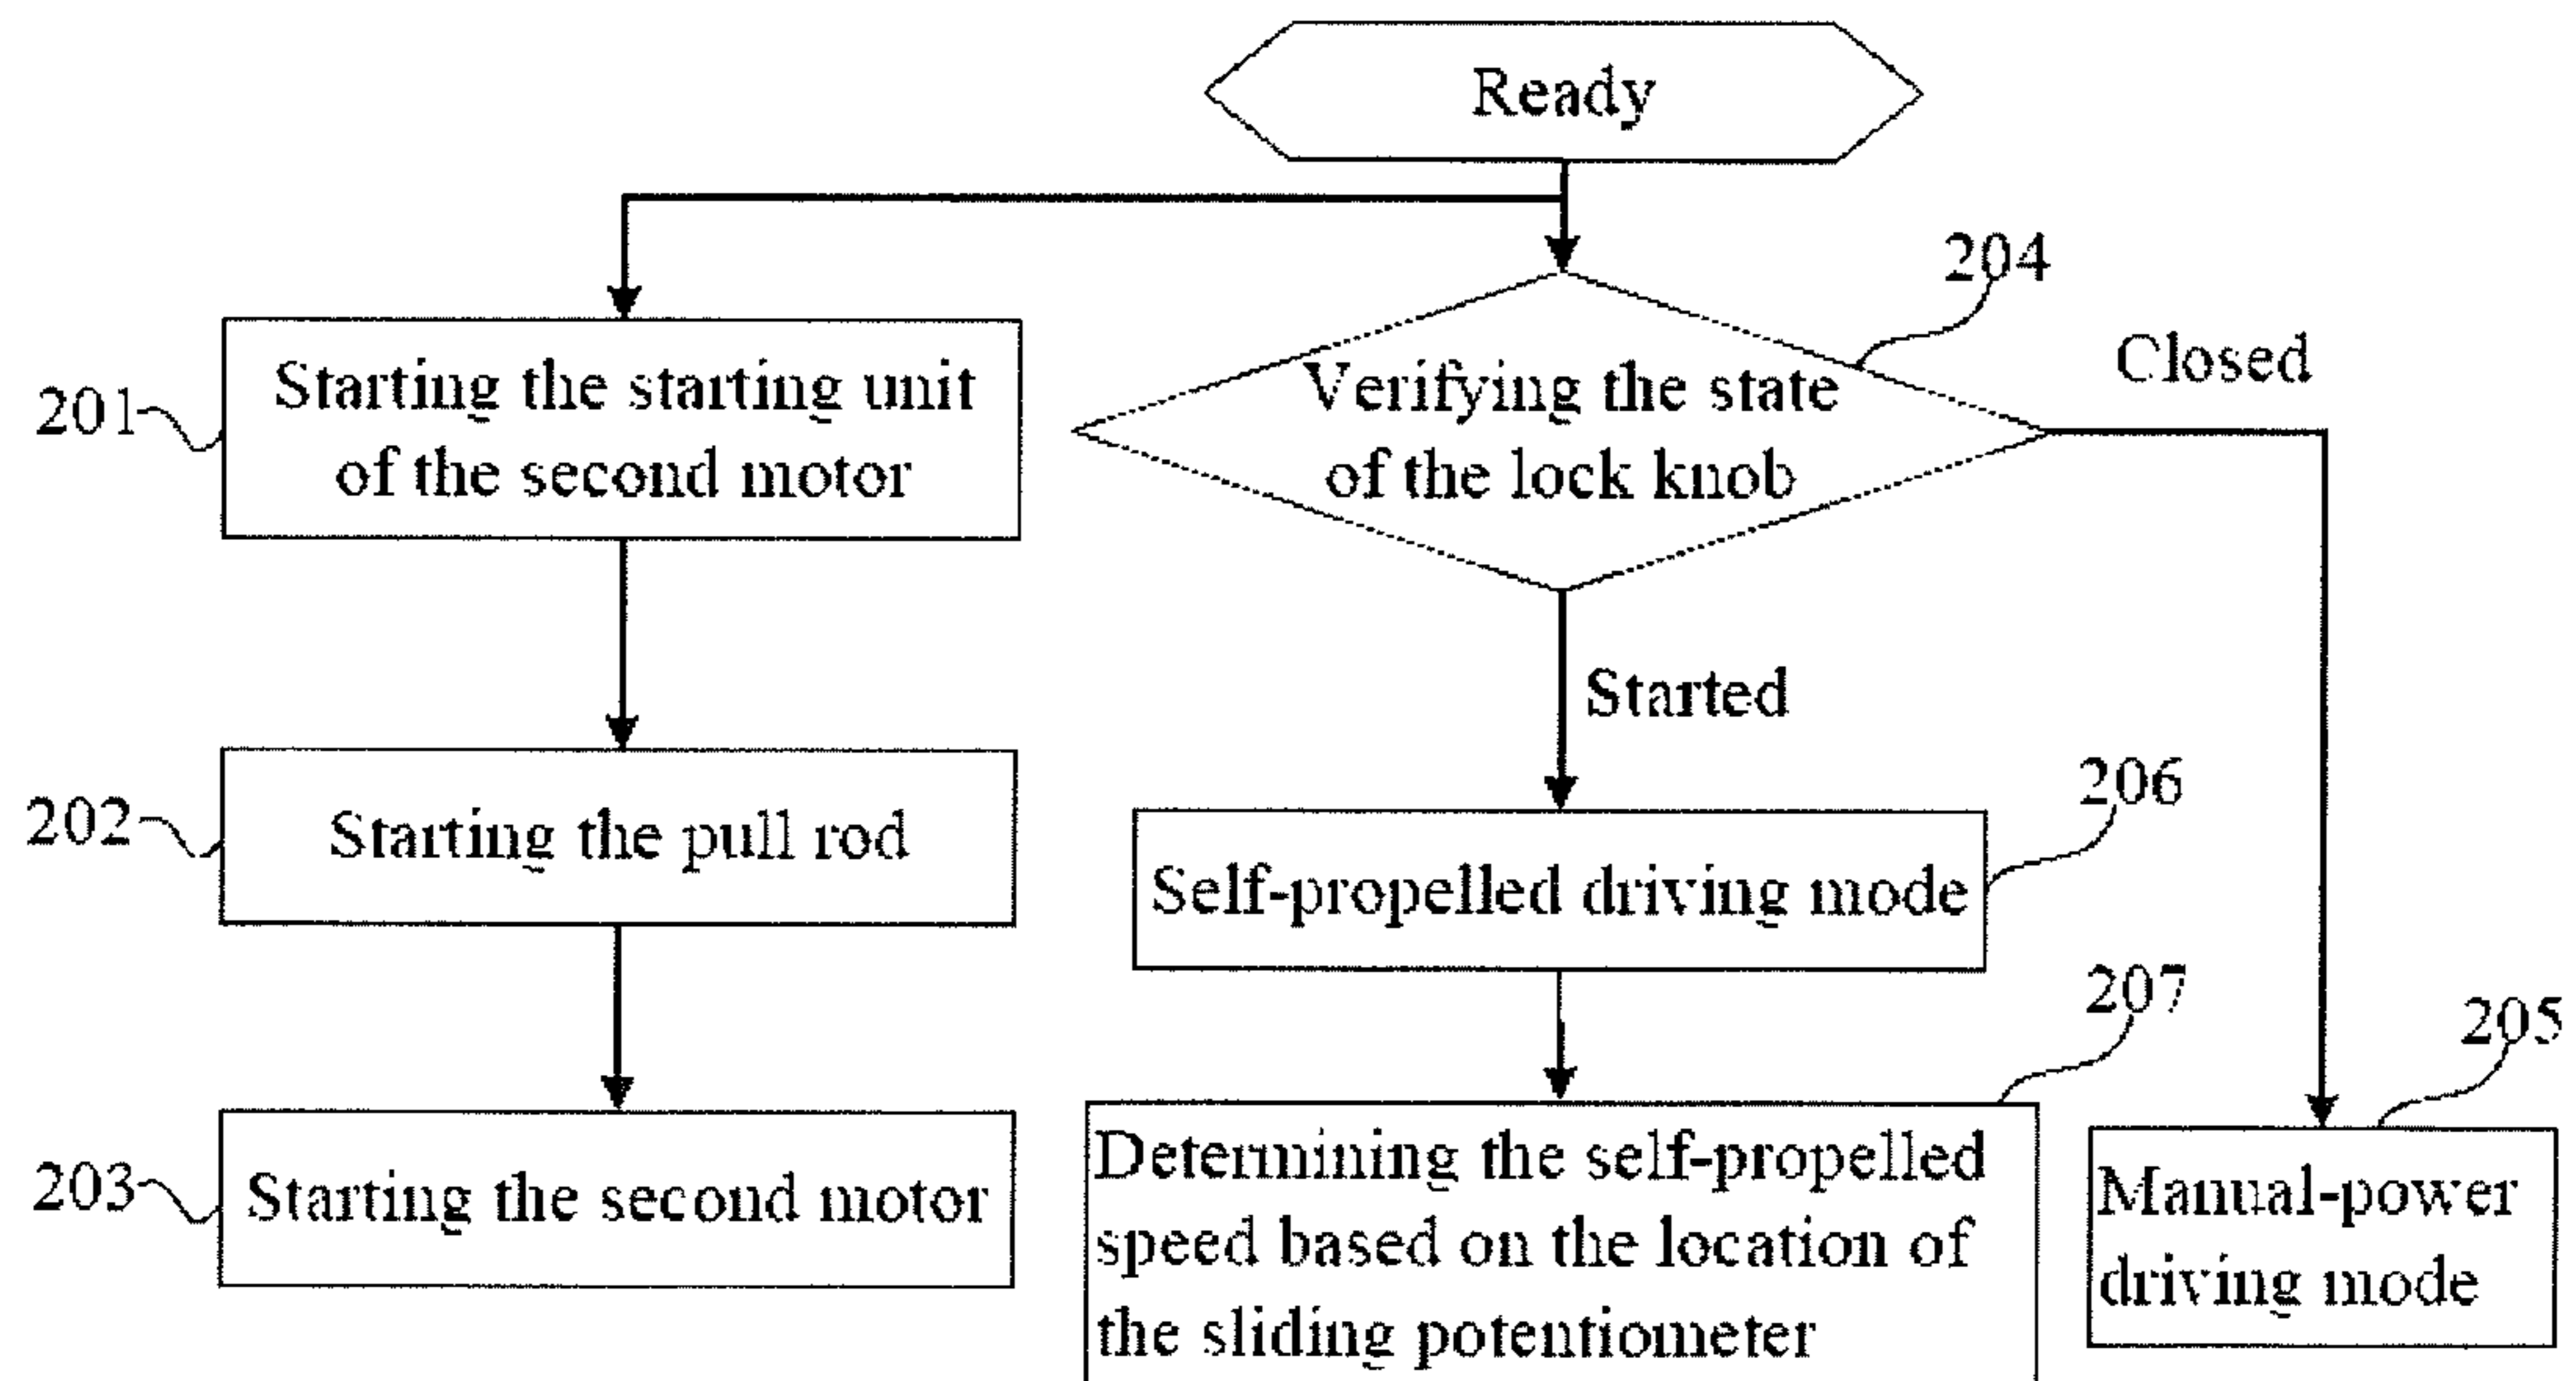 Ready
204
Closed
201
Starting the starting unit
of the second motor
Verifying the state
of the lock knob
Started
202
Starting the pull rod
206
Self-propelled driving mode
207
205
203
Starting the second motor
Determining the self-propelled
speed based on the location of
the sliding potentiometer
Manual-power
driving mode